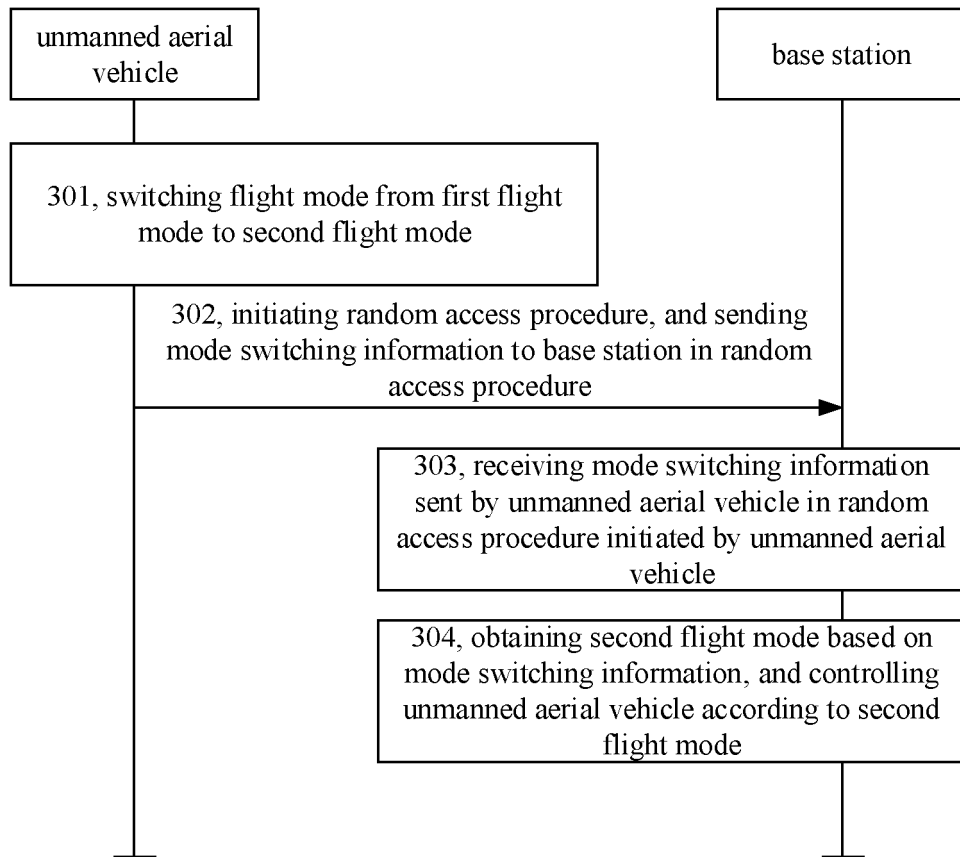 unmanned aerial
vehicle
base station
301, switching flight mode from first flight
mode to second flight mode
302, initiating random access procedure, and sending
mode switching information to base station in random
access procedure
303, receiving mode switching information
sent by unmanned aerial vehicle in random
access procedure initiated by unmanned aerial
vehicle
304, obtaining second flight mode based on
mode switching information, and controlling
unmanned aerial vehicle according to second
flight mode